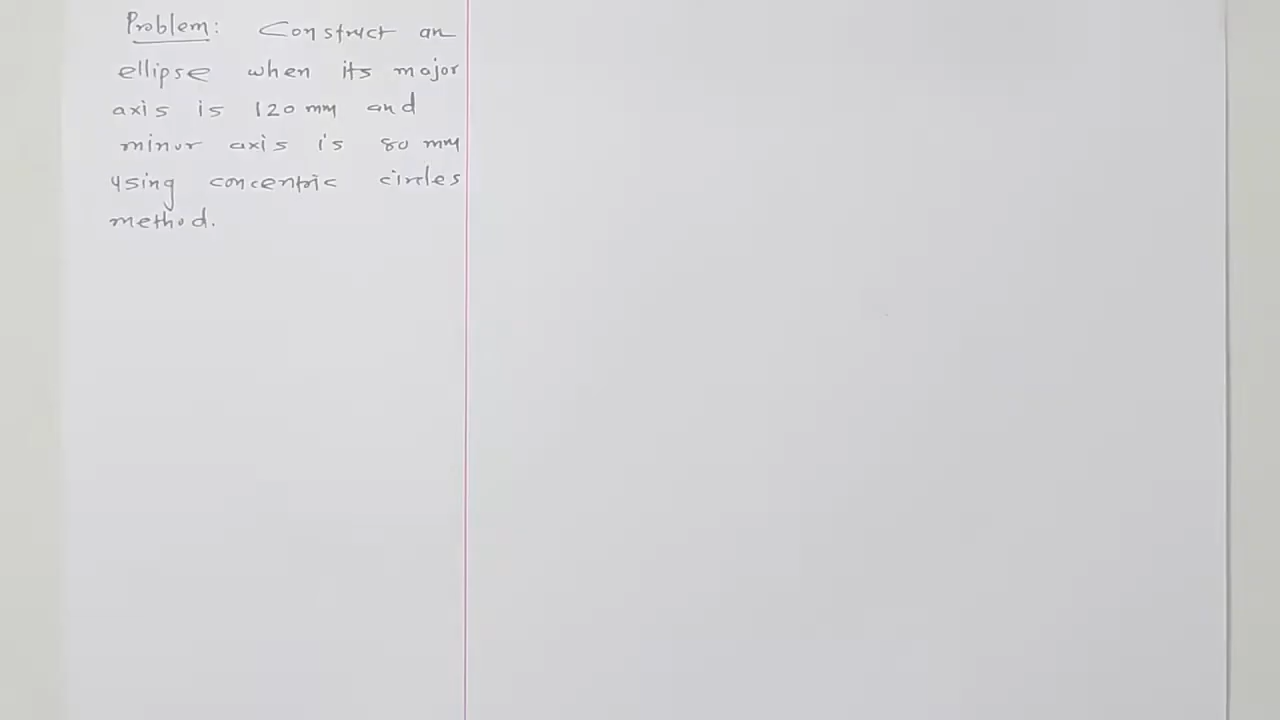 Problem: Construct an
ellipse when its major
axis is 120 mm and
minor axis is 80 mm
using concentric circles
method.